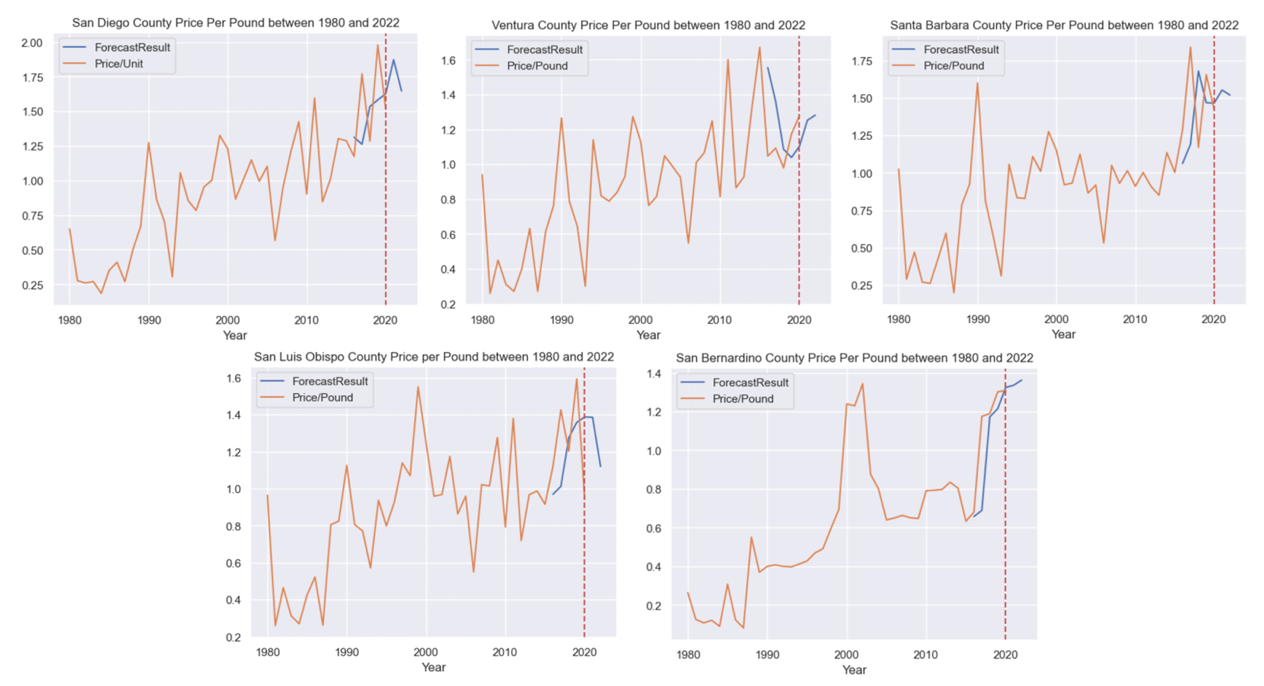 San Diego County Price Per Pound between 1980 and 2022
ForecastResult
Price/Unit
2.00
1.75
1.50
1.25
1.00
0.75
0.50
0.25
1980 1990 2000 2010 2020
Year
Ventura County Price Per Pound between 1980 and 2022
ForecastResult
Price/Pound
1.6
1.4
1.2
1.0
0.8
0.6
0.4
0.2
1980 1990 2000 2010 2020
Year
Santa Barbara County Price Per Pound between 1980 and 2022
ForecastResult
Price/Pound
1.75
1.50
1.25
1.00
0.75
0.50
0.25
1980 1990 2000 2010 2020
Year
San Luis Obispo County Price per Pound between 1980 and 2022
ForecastResult
Price/Pound
1.6
1.4
1.2
1.0
0.8
0.6
0.4
0.2
1980 1990 2000 2010 2020
Year
San Bernardino County Price Per Pound between 1980 and 2022
ForecastResult
Price/Pound
1.4
1.2
1.0
0.8
0.6
0.4
0.2
1980 1990 2000 2010 2020
Year